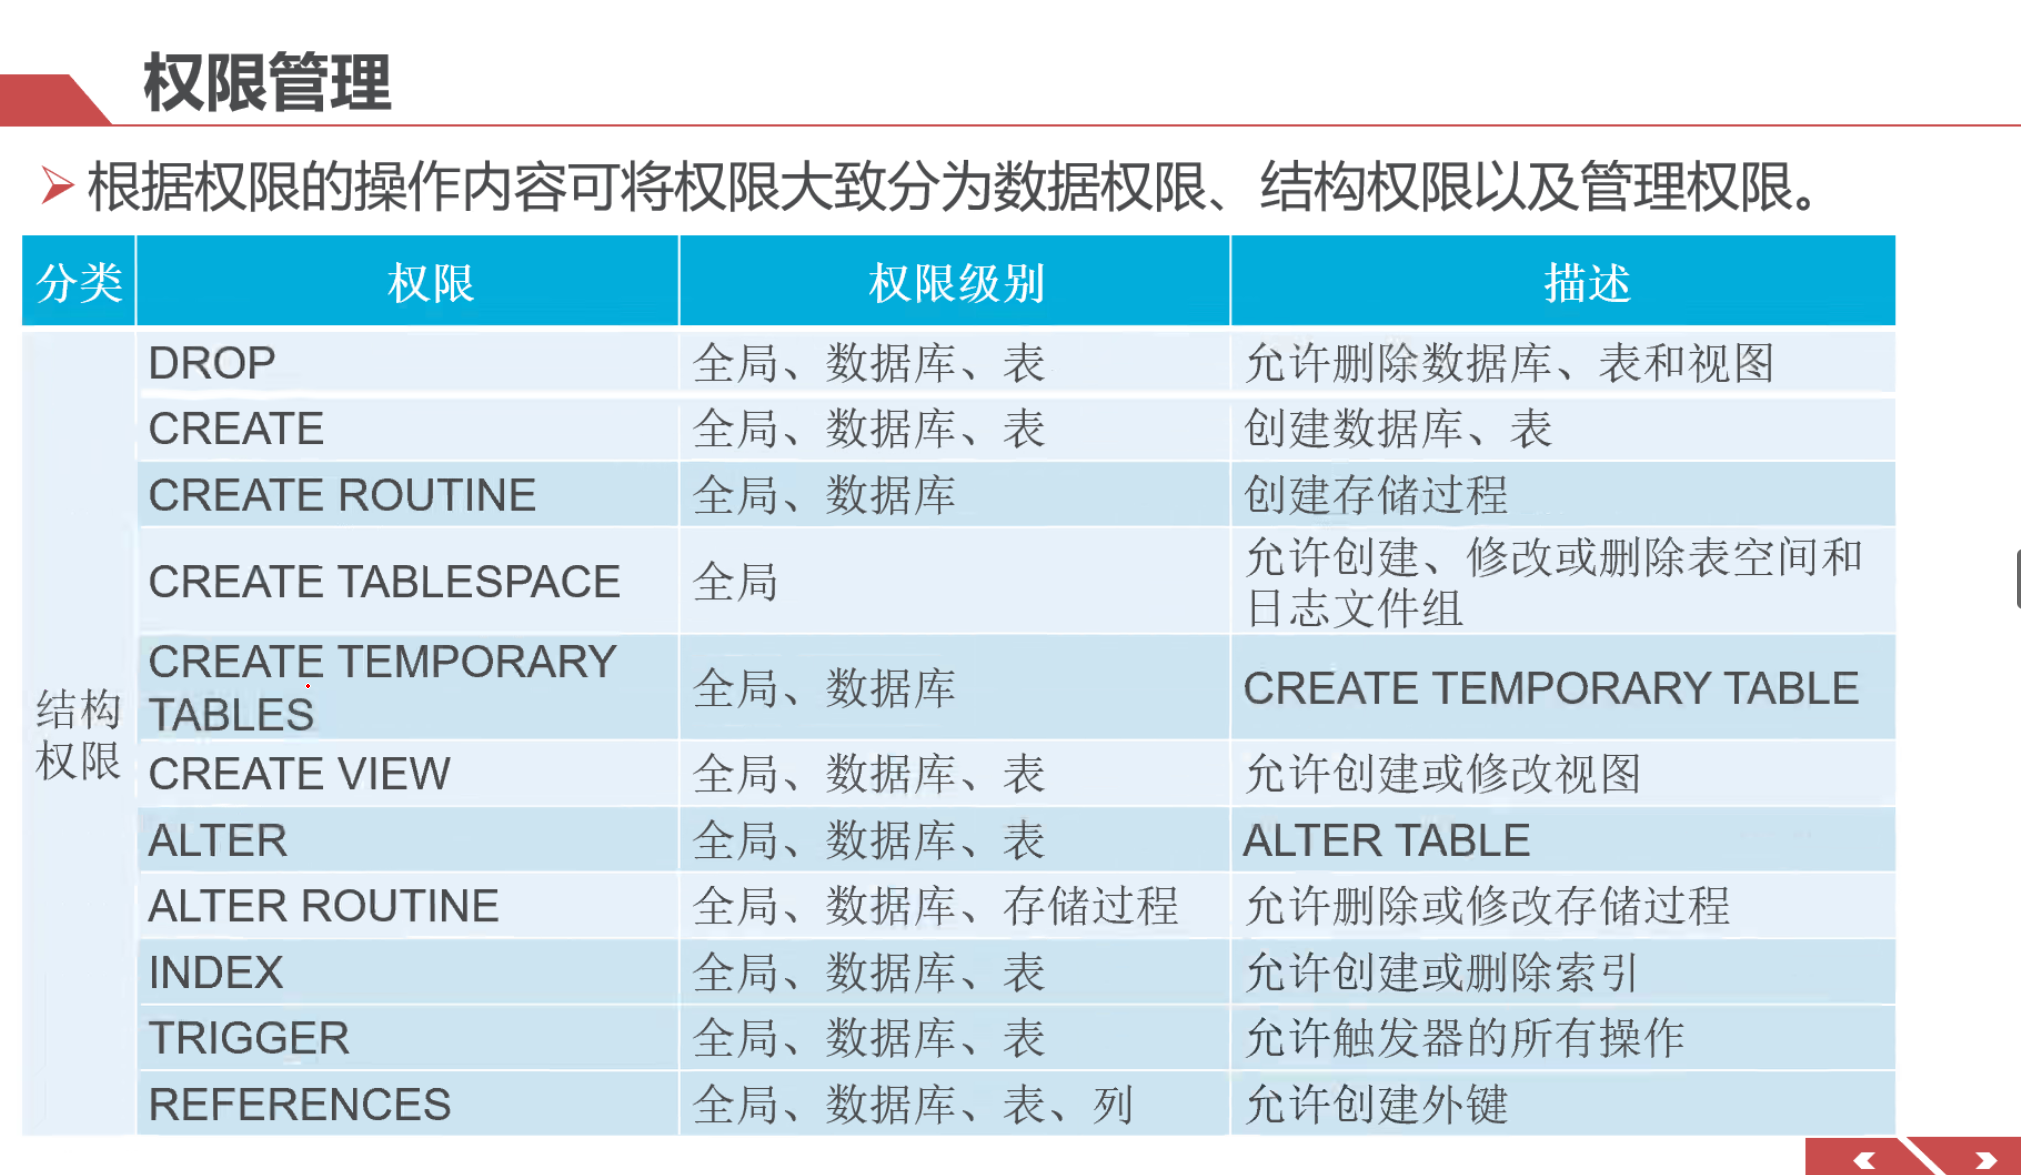 权限管理
根据权限的操作内容可将权限大致分为数据权限、结构权限以及管理权限。
分类 权限 权限级别 描述
结构
权限
DROP 全局、数据库、表 允许删除数据库、表和视图
CREATE 全局、数据库、表 创建数据库、表
CREATE ROUTINE 全局、数据库 创建存储过程
CREATE TABLESPACE 全局 允许创建、修改或删除表空间和
日志文件组
CREATE TEMPORARY
TABLES 全局、数据库 CREATE TEMPORARY TABLE
CREATE VIEW 全局、数据库、表 允许创建或修改视图
ALTER 全局、数据库、表 ALTER TABLE
ALTER ROUTINE 全局、数据库、存储过程 允许删除或修改存储过程
INDEX 全局、数据库、表 允许创建或删除索引
TRIGGER 全局、数据库、表 允许触发器的所有操作
REFERENCES 全局、数据库、表、列 允许创建外键